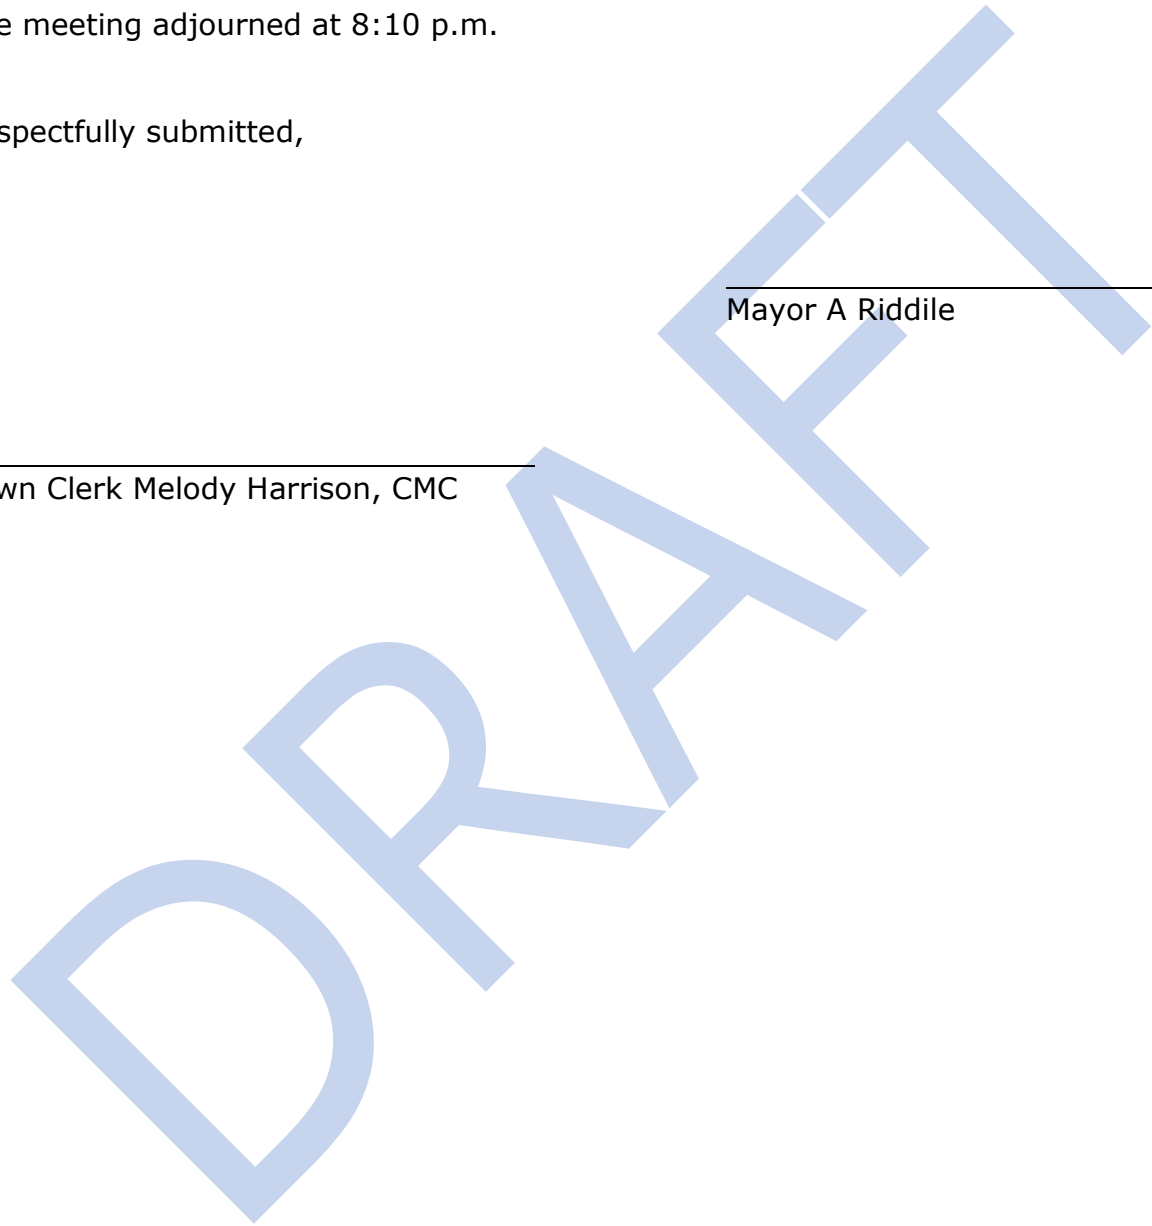 e meeting adjourned at 8:10 p.m.
spectfully submitted,
Mayor A Riddile
wn Clerk Melody Harrison, CMC
DRAFT